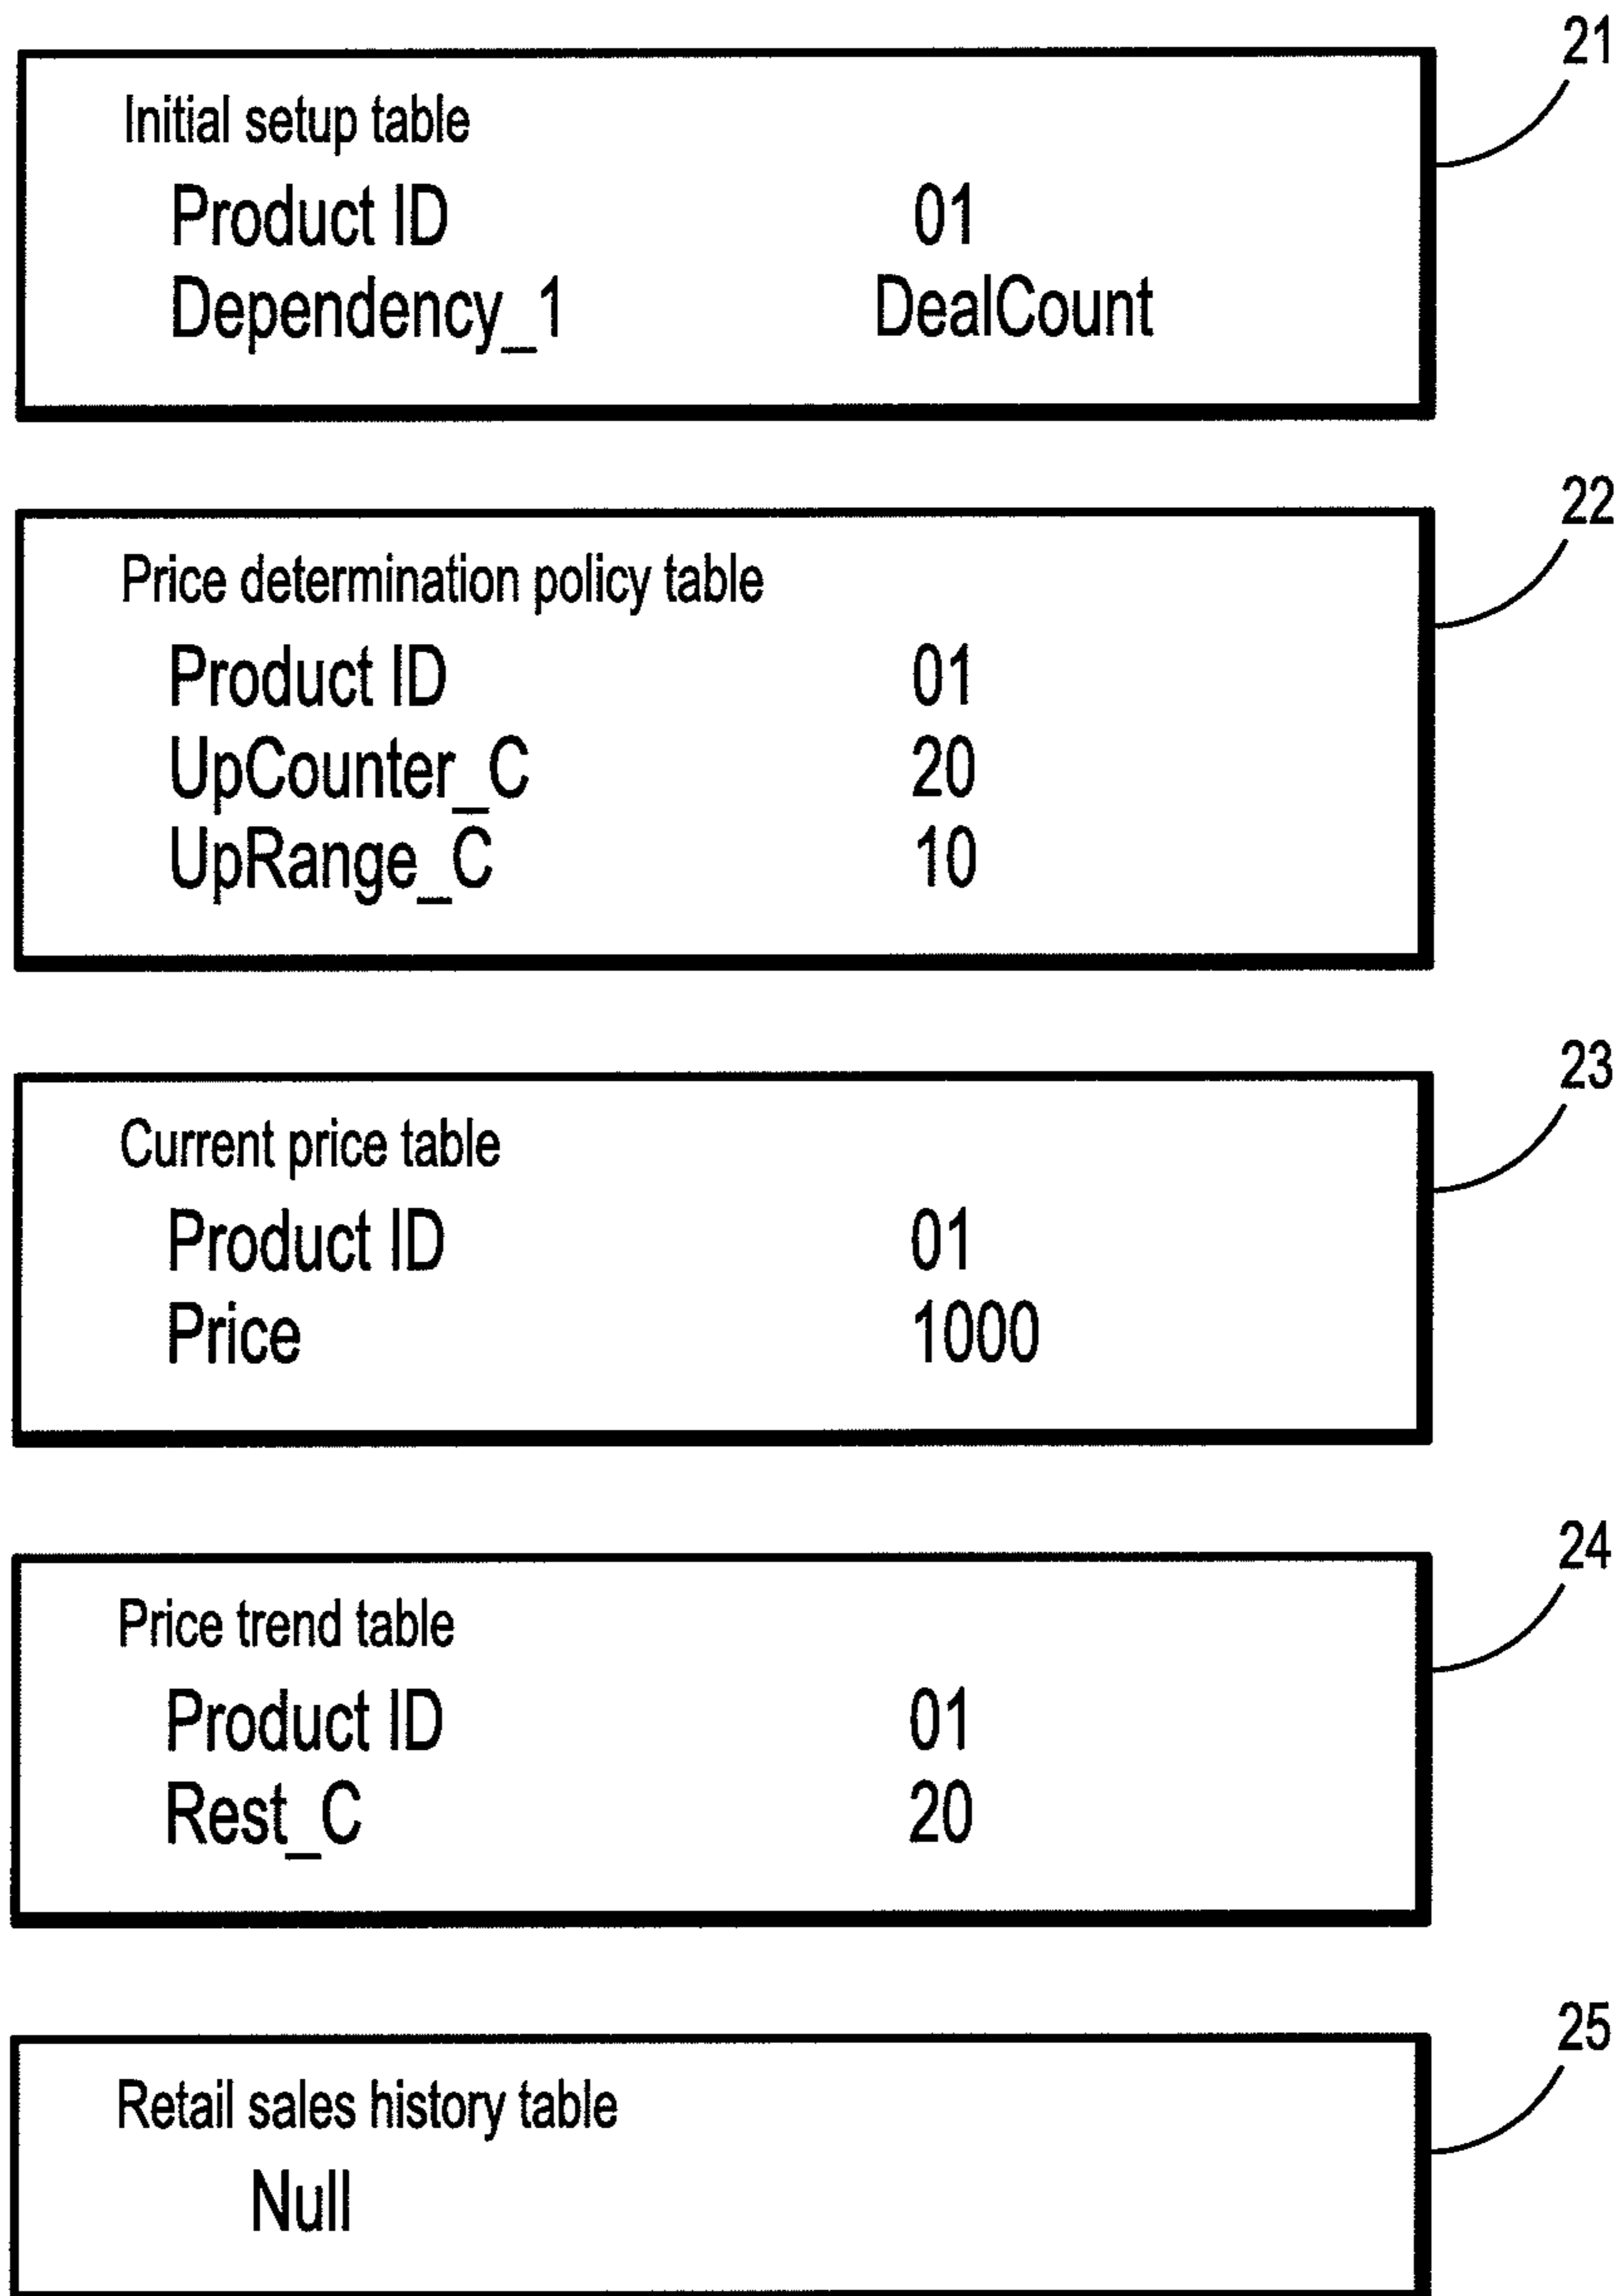 21
Initial setup table
Product ID 01
Dependency_1 DealCount
22
Price determination policy table
Product ID 01
UpCounter_C 20
UpRange_C 10
23
Current price table
Product ID 01
Price 1000
24
Price trend table
Product ID 01
Rest_C 20
25
Retail sales history table
Null